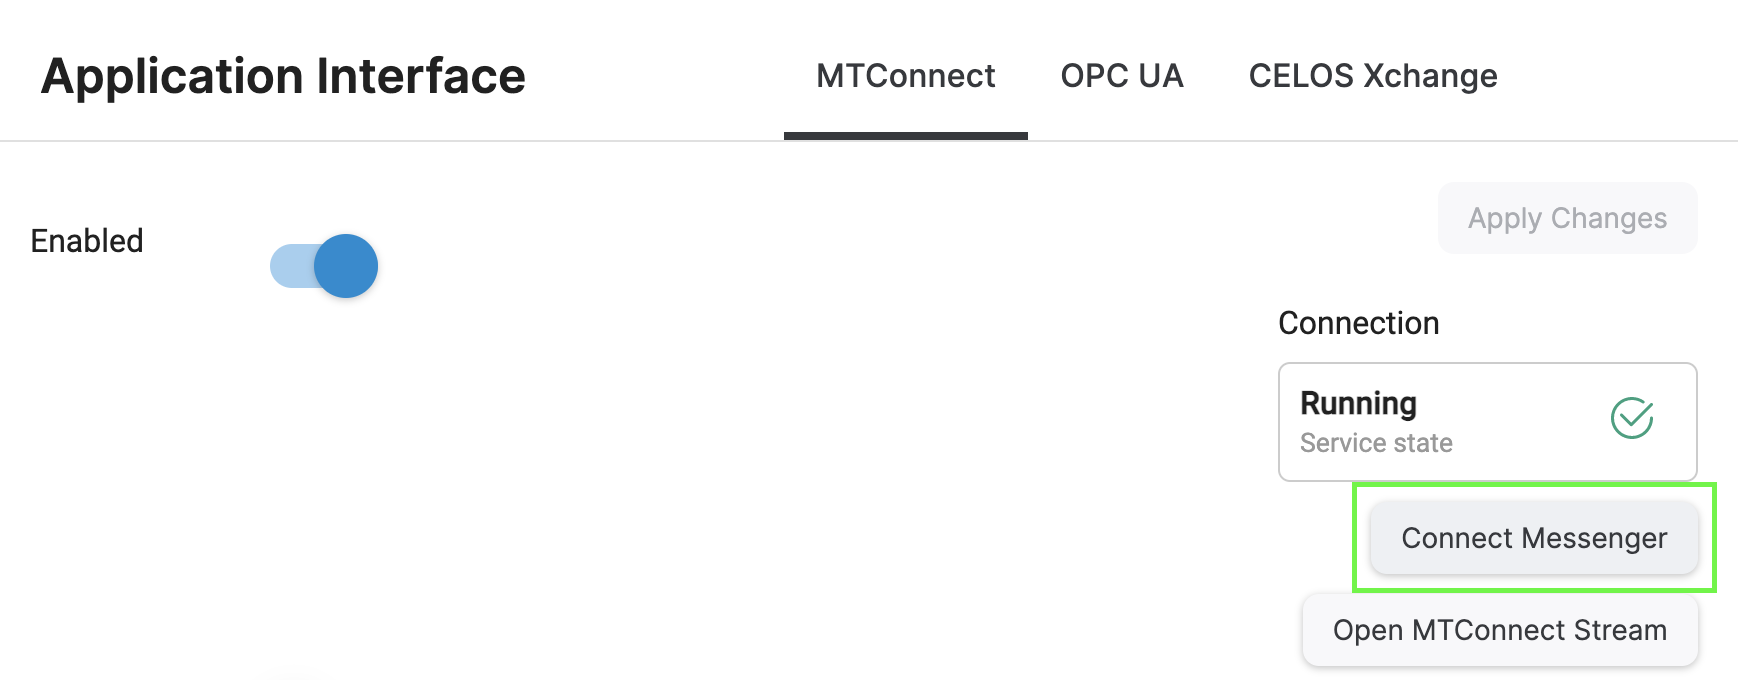 Application Interface
MTConnect
OPC UA
CELOS Xchange
Apply Changes
Enabled
Connection
Running
Service state
Connect Messenger
Open MTConnect Stream